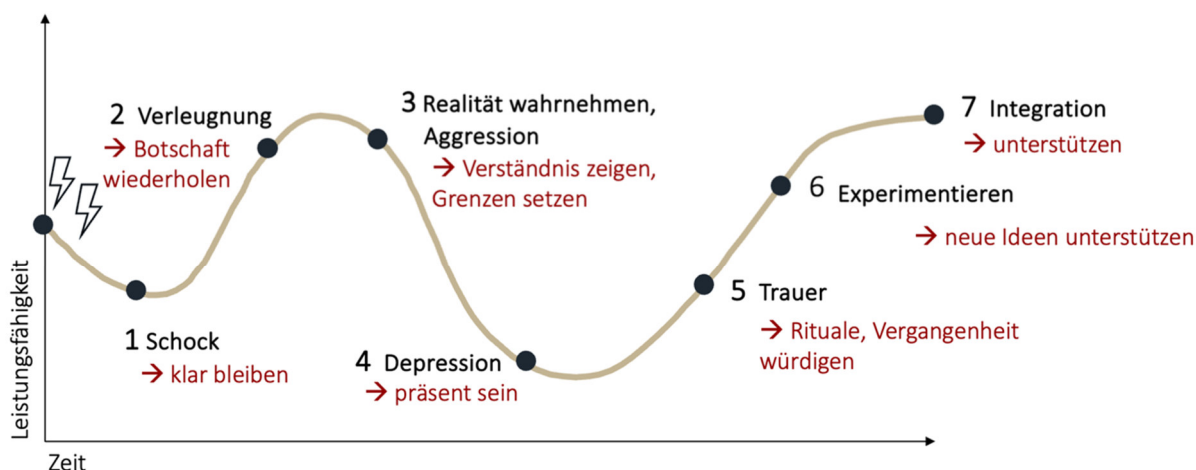 2 Verleugnung
→ Botschaft
wiederholen
3 Realität wahrnehmen,
Aggression
→ Verständnis zeigen,
Grenzen setzen
7 Integration
→ unterstützen
6 Experimentieren
→ neue Ideen unterstützen
5 Trauer
→ Rituale, Vergangenheit
würdigen
1 Schock
→ klar bleiben
4 Depression
→ präsent sein
Leistungsfähigkeit
Zeit